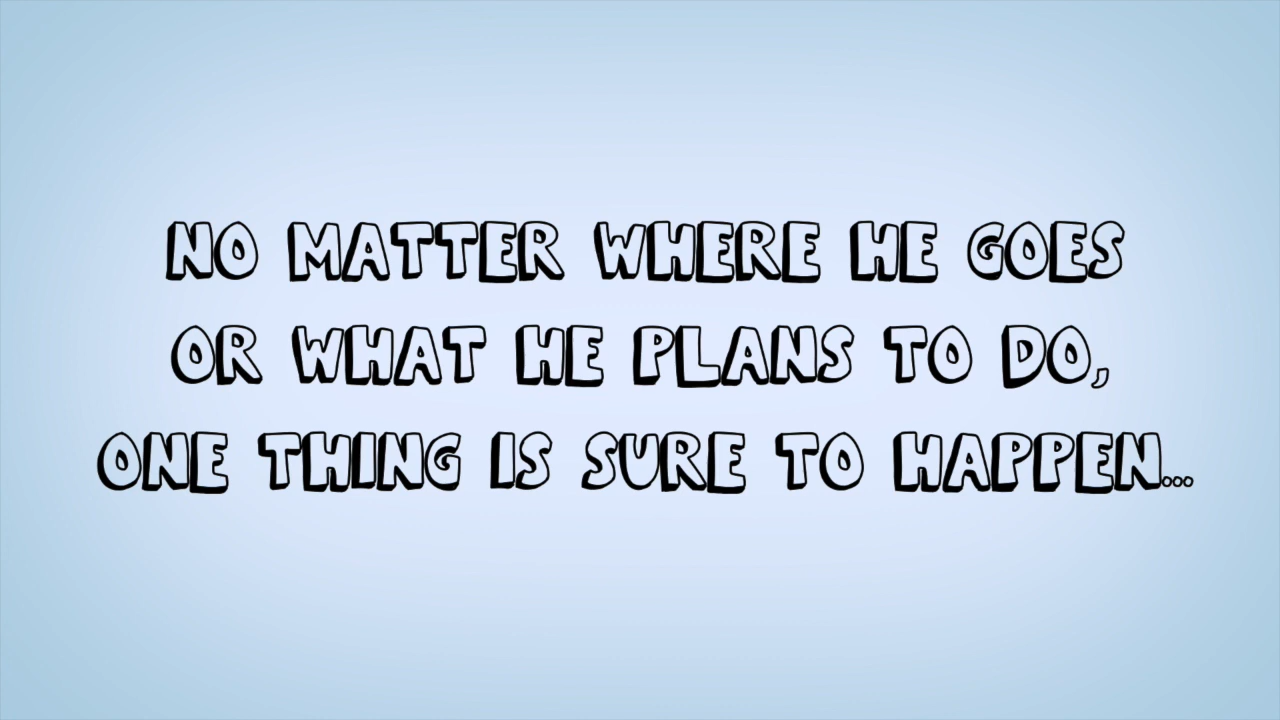 NO MATTER WHERE HE GOES
OR WHAT HE PLANS TO DO,
ONE THING IS SURE TO HAPPEN...